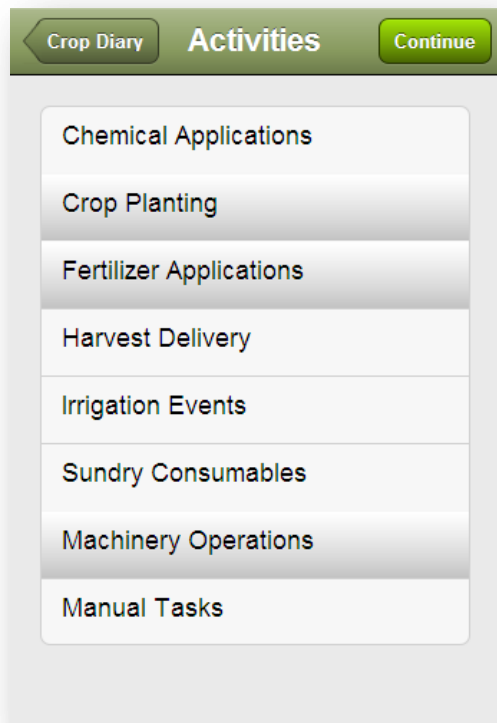 Crop Diary Activities Continue
Chemical Applications
Crop Planting
Fertilizer Applications
Harvest Delivery
Irrigation Events
Sundry Consumables
Machinery Operations
Manual Tasks